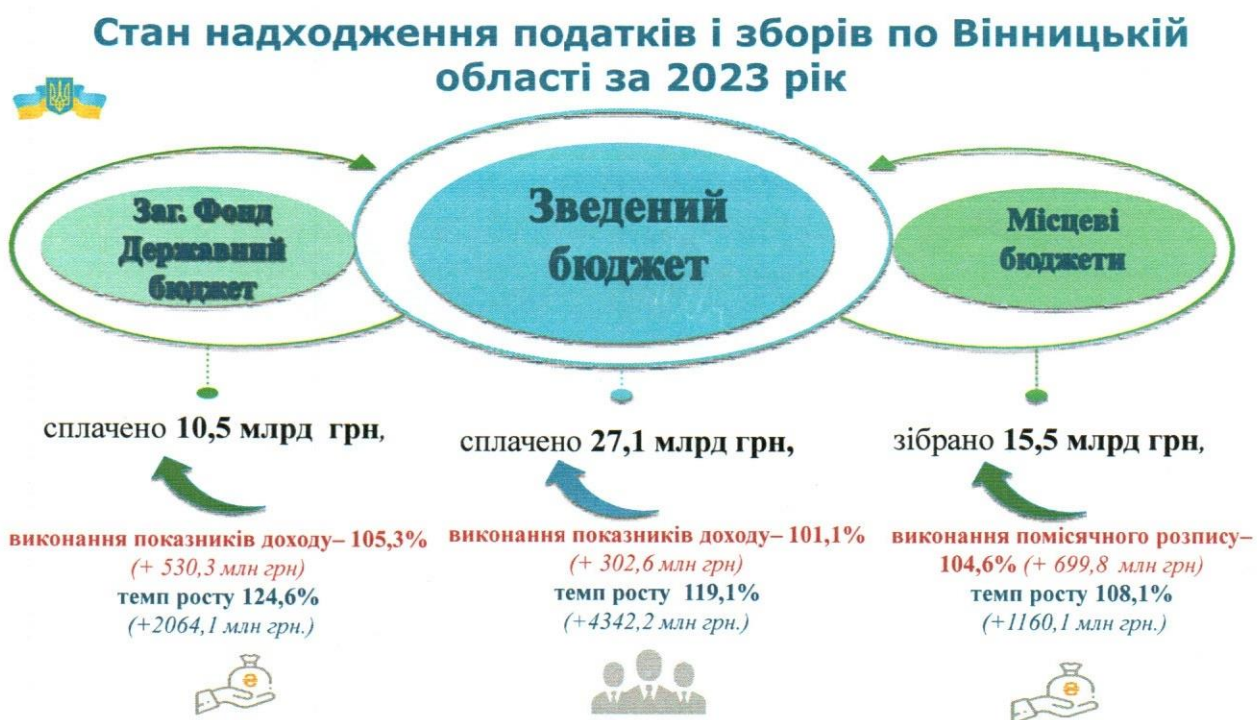 Стан надходження податків і зборів по Вінницькій
області за 2023 рік
Заг. Фонд
Державний
бюджет
Зведений
бюджет
Місцеві
бюджети
сплачено 10,5 млрд грн,
сплачено 27,1 млрд грн,
зібрано 15,5 млрд грн,
виконання показників доходу– 105,3%
(+ 530,3 млн грн)
темп росту 124,6%
(+2064,1 млн грн.)
виконання показників доходу– 101,1%
(+ 302,6 млн грн)
темп росту 119,1%
(+4342,2 млн грн.)
виконання помісячного розпису–
104,6% (+ 699,8 млн грн)
темп росту 108,1%
(+1160,1 млн грн.)
₴
₴